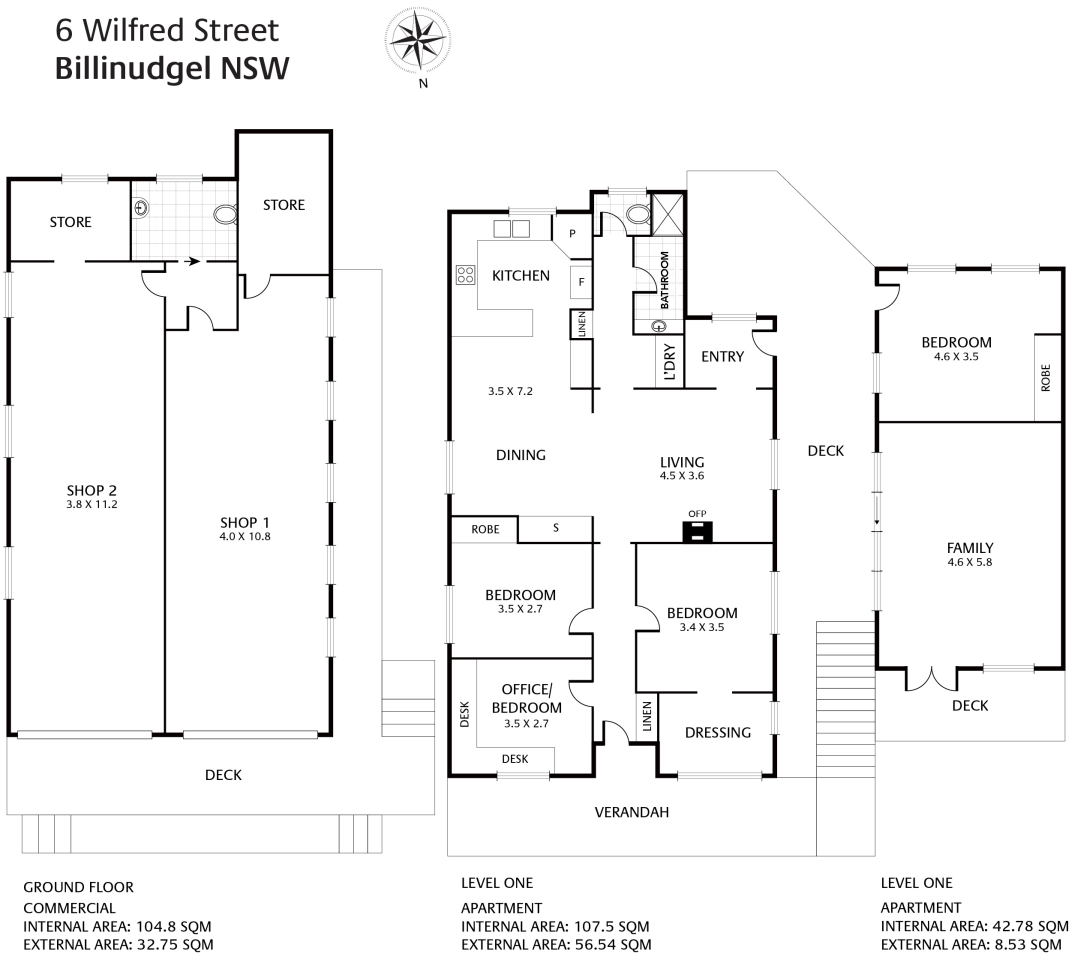 6 Wilfred Street
Billinudgel NSW
N
STORE
STORE
SHOP 2
3.8 X 11.2
SHOP 1
4.0 X 10.8
DECK
P
KITCHEN
F
LINEN
BATHROOM
L'DRY
ENTRY
3.5 X 7.2
DINING
LIVING
4.5 X 3.6
OFP
ROBE
S
BEDROOM
3.5 X 2.7
BEDROOM
3.4 X 3.5
OFFICE/
BEDROOM
3.5 X 2.7
DESK
DESK
LINEN
DRESSING
VERANDAH
DECK
BEDROOM
4.6 X 3.5
ROBE
FAMILY
4.6 X 5.8
DECK
GROUND FLOOR
COMMERCIAL
INTERNAL AREA: 104.8 SQM
EXTERNAL AREA: 32.75 SQM
LEVEL ONE
APARTMENT
INTERNAL AREA: 107.5 SQM
EXTERNAL AREA: 56.54 SQM
LEVEL ONE
APARTMENT
INTERNAL AREA: 42.78 SQM
EXTERNAL AREA: 8.53 SQM